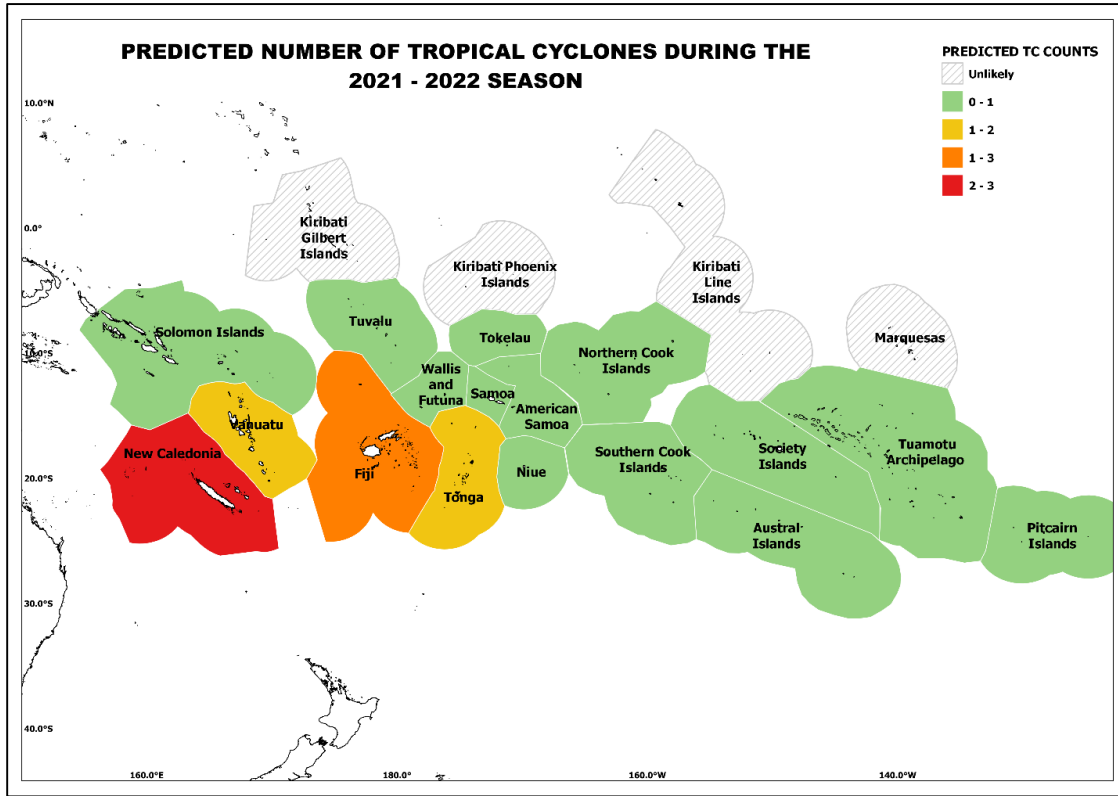 PREDICTED NUMBER OF TROPICAL CYCLONES DURING THE
2021 - 2022 SEASON
PREDICTED TC COUNTS
Unlikely
0 - 1
1 - 2
1 - 3
2 - 3
10.0°N
0.0°
10.0°S
20.0°S
30.0°S
40.0°S
Kiribati
Gilbert
Islands
Kiribati Phoenix
Islands
Kiribati
Line
Islands
Marquesas
Solomon Islands
Tuvalu
Tokelau
Northern Cook
Islands
Wallis
and
Futuna
Samoa
American
Samoa
Vanuatu
New Caledonia
Fiji
Tonga
Niue
Southern Cook
Islands
Society
Islands
Tuamotu
Archipelago
Austral
Islands
Pitcairn
Islands
160.0°E
180.0°
160.0°W
140.0°W